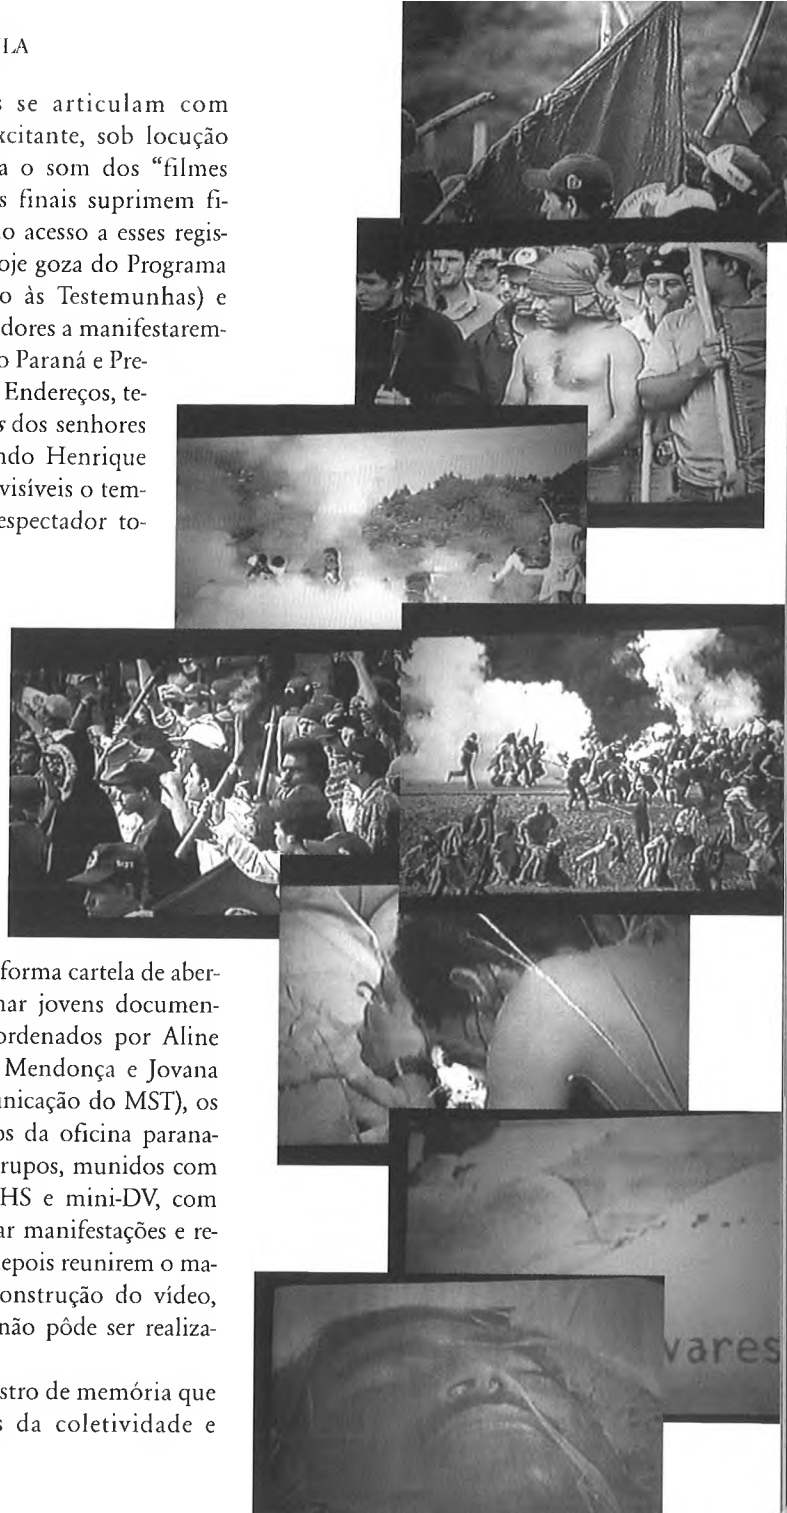 LA
s se articulam com
xcitante, sob locução
a o som dos “filmes
s finais suprimem fi-
o acesso a esses regis-
oje goza do Programa
o às Testemunhas) e
dores a manifestarem-
o Paraná e Pre-
Endereços, te-
s dos senhores
ndo Henrique
visíveis o tem-
espectador to-
forma cartela de aber-
nar jovens documen-
ordenados por Aline
Mendonça e Jovana
unicação do MST), os
os da oficina parana-
rupos, munidos com
HS e mini-DV, com
ar manifestações e re-
depois reunirem o ma-
onstrução do vídeo,
não pôde ser realiza-
vares
stro de memória que
s da coletividade e